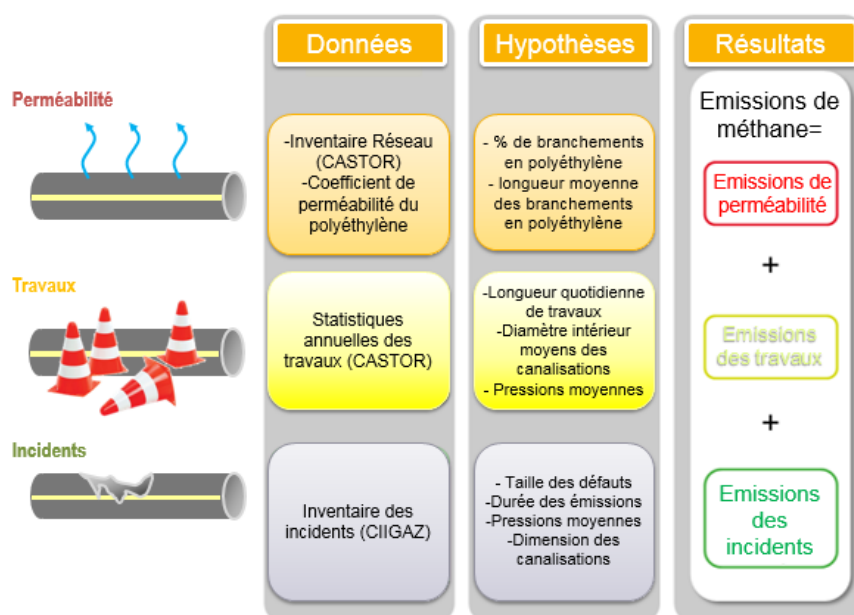 Données
Hypothèses
Résultats
Perméabilité
-Inventaire Réseau
(CASTOR)
-Coefficient de
perméabilité du
polyéthylène
- % de branchements
en polyéthylène
- longueur moyenne
des branchements
en polyéthylène
Emissions de
méthane=
Emissions de
perméabilité
+
Travaux
Statistiques
annuelles des
travaux (CASTOR)
-Longueur quotidienne
de travaux
-Diamètre intérieur
moyens des
canalisations
- Pressions moyennes
Emissions
des travaux
+
Incidents
Inventaire des
incidents (CIIGAZ)
- Taille des défauts
-Durée des émissions
-Pressions moyennes
-Dimension des
canalisations
Emissions
des
incidents